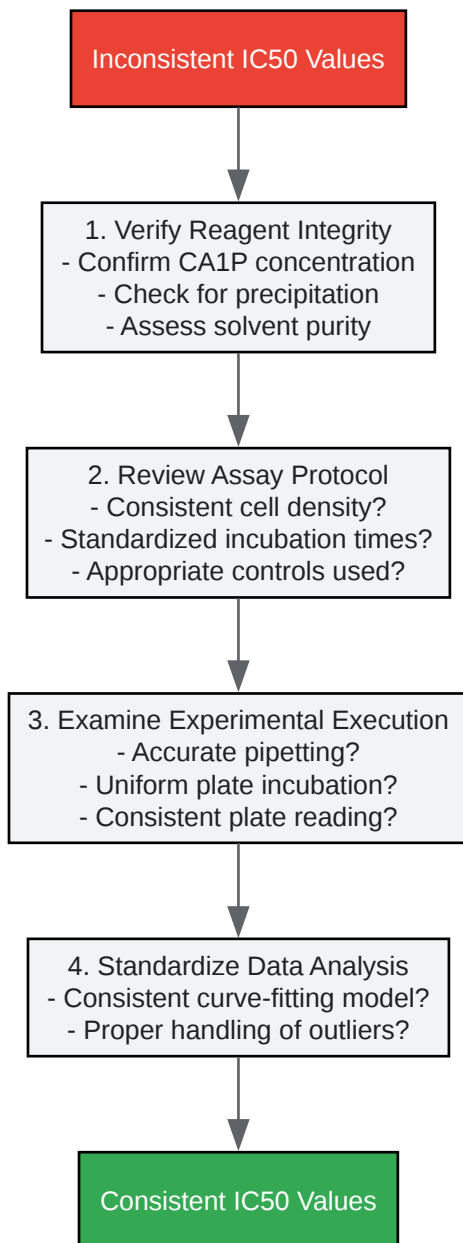 Inconsistent IC50 Values
1. Verify Reagent Integrity
- Confirm CA1P concentration
- Check for precipitation
- Assess solvent purity
2. Review Assay Protocol
- Consistent cell density?
- Standardized incubation times?
- Appropriate controls used?
3. Examine Experimental Execution
- Accurate pipetting?
- Uniform plate incubation?
- Consistent plate reading?
4. Standardize Data Analysis
- Consistent curve-fitting model?
- Proper handling of outliers?
Consistent IC50 Values